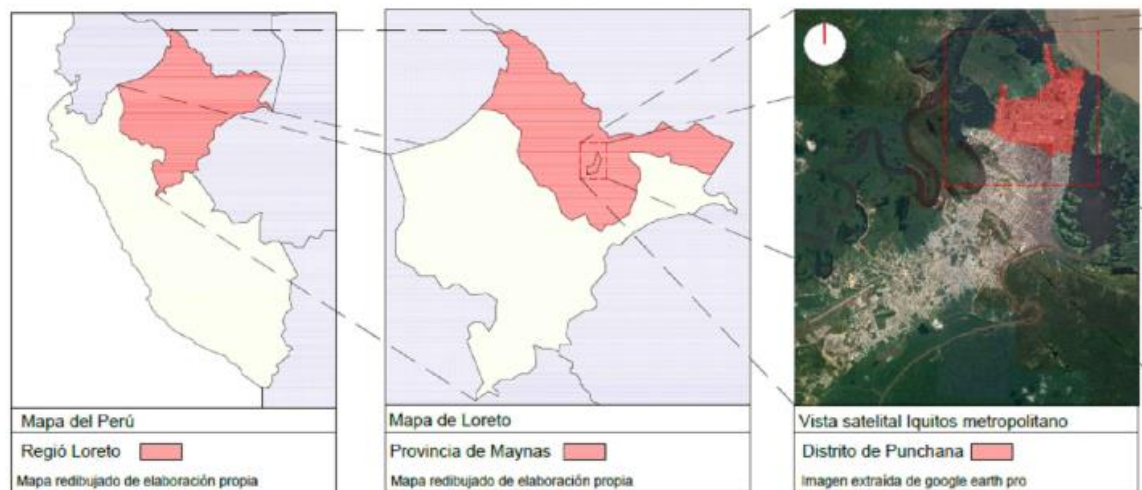 Mapa del Perú
Regió Loreto
Mapa redibujado de elaboración propia
Mapa de Loreto
Provincia de Maynas
Mapa redibujado de elaboración propia
Vista satelital Iquitos metropolitano
Distrito de Punchana
Imagen extraída de google earth pro